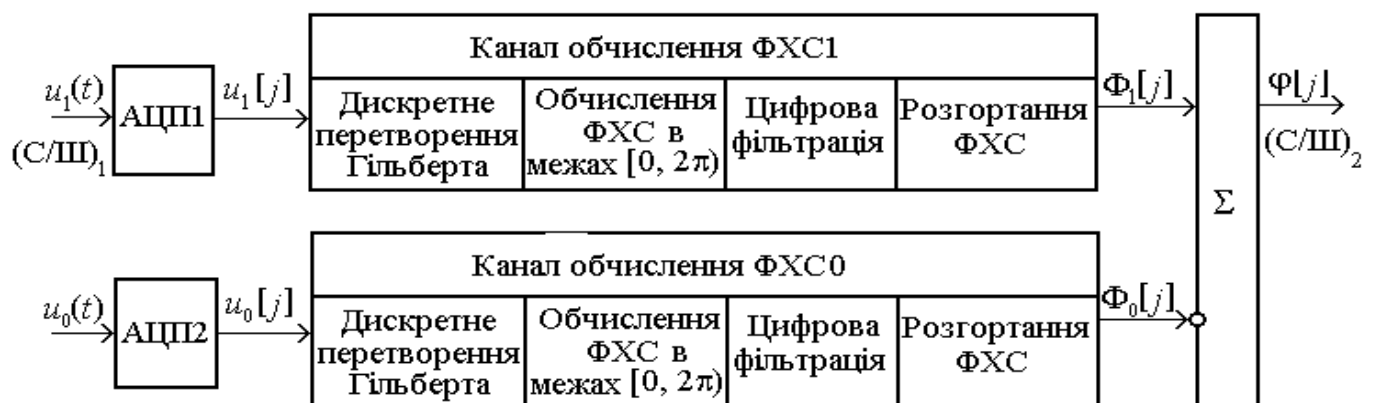 Канал обчислення ФХС1
u₁(t)
АЦП1
u₁[j]
(С/Ш)₁
Дискретне
перетворення
Гільберта
Обчислення
ФХС в
межах [0, 2π)
Цифрова
фільтрація
Розгортання
ФХС
Φ₁[j]
Σ
φ[j]
(С/Ш)₂
Канал обчислення ФХС0
u₀(t)
АЦП2
u₀[j]
Дискретне
перетворення
Гільберта
Обчислення
ФХС в
межах [0, 2π)
Цифрова
фільтрація
Розгортання
ФХС
Φ₀[j]